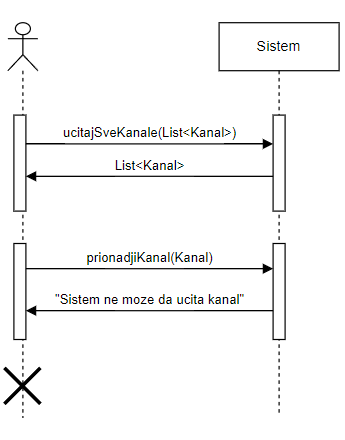 Sistem
ucitajSveKanale(List<Kanal>)
List<Kanal>
prionadjiKanal(Kanal)
"Sistem ne moze da ucita kanal"